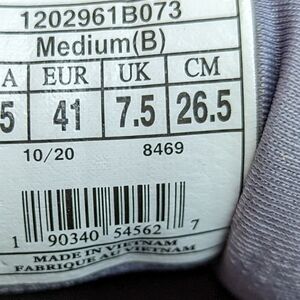 1202961B073
Medium(B)
A EUR UK CM
5 41 7.5 26.5
10/20 8469
1 90340 54562 7
MADE IN VIETNAM
FABRIQUE AU VIETNAM